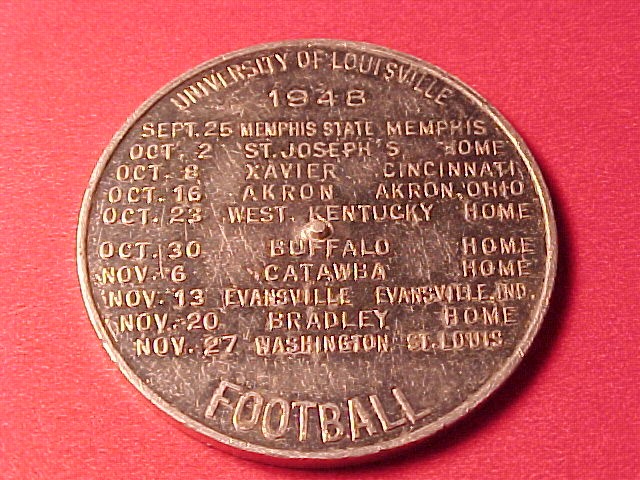 UNIVERSITY OF LOUISVILLE
1948
SEPT. 25 MEMPHIS STATE MEMPHIS
OCT. 2 ST. JOSEPH'S HOME
OCT. 8 XAVIER CINCINNATI
OCT. 16 AKRON AKRON, OHIO
OCT. 23 WEST. KENTUCKY HOME
OCT. 30 BUFFALO HOME
NOV. 6 CATAWBA HOME
NOV. 13 EVANSVILLE EVANSVILLE, IND.
NOV. 20 BRADLEY HOME
NOV. 27 WASHINGTON ST. LOUIS
FOOTBALL